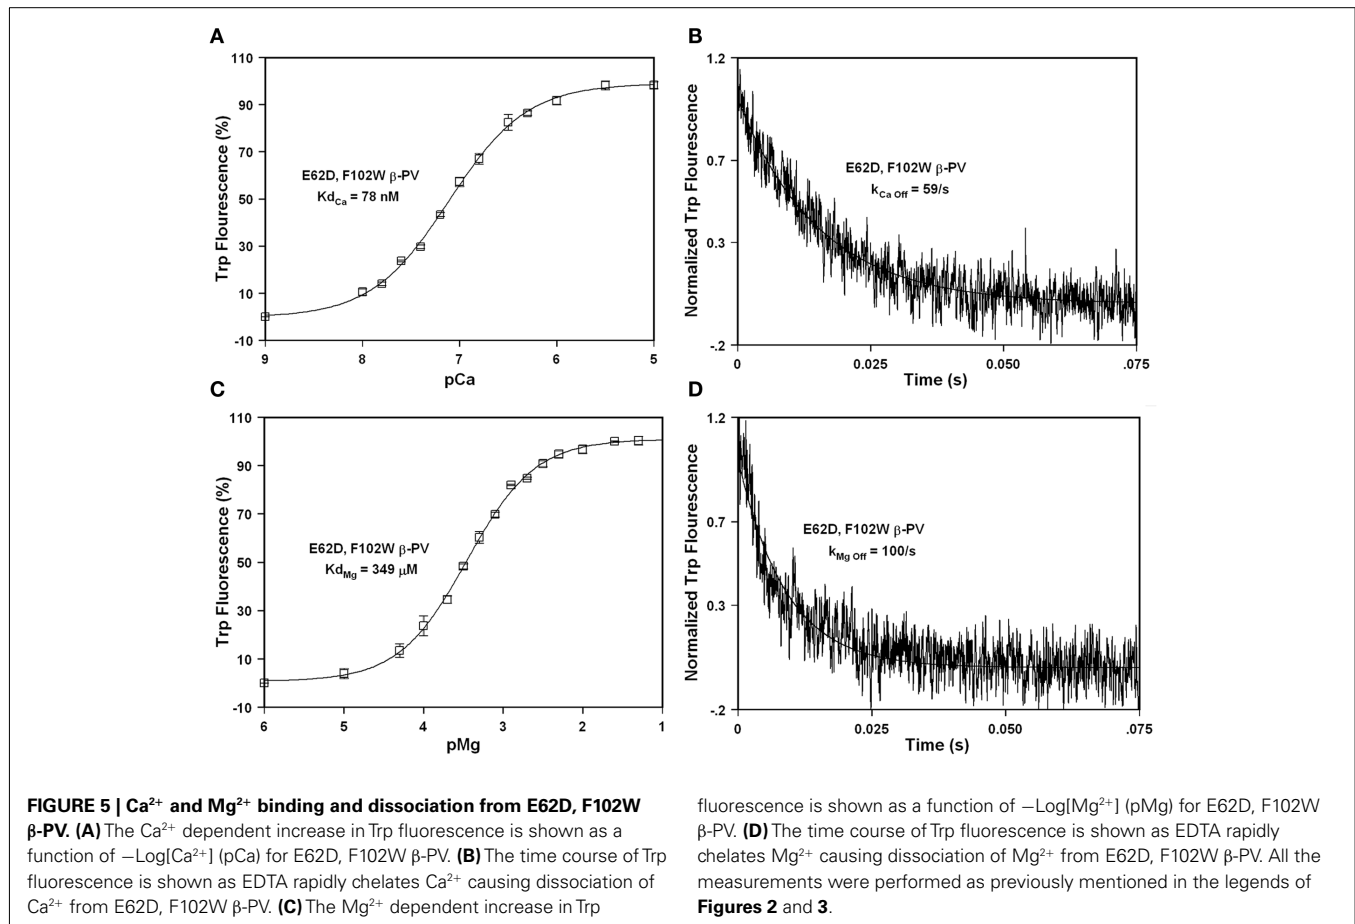 A
110
90
70
50
30
10
-10
Trp Flourescence (%)
E62D, F102W β-PV
Kd_Ca = 78 nM
9 8 7 6 5
pCa
B
1.2
0.7
0.3
-.2
Normalized Trp Flourescence
E62D, F102W β-PV
k_Ca Off = 59/s
0 0.025 0.050 .075
Time (s)
C
110
90
70
50
30
10
-10
Trp Fluorescence (%)
E62D, F102W β-PV
Kd_Mg = 349 μM
6 5 4 3 2 1
pMg
D
1.2
0.7
0.3
-.2
Normalized Trp Flourescence
E62D, F102W β-PV
k_Mg Off = 100/s
0 0.025 0.050 .075
Time (s)
FIGURE 5 | Ca²⁺ and Mg²⁺ binding and dissociation from E62D, F102W
β-PV. (A) The Ca²⁺ dependent increase in Trp fluorescence is shown as a
function of −Log[Ca²⁺] (pCa) for E62D, F102W β-PV. (B) The time course of Trp
fluorescence is shown as EDTA rapidly chelates Ca²⁺ causing dissociation of
Ca²⁺ from E62D, F102W β-PV. (C) The Mg²⁺ dependent increase in Trp
fluorescence is shown as a function of −Log[Mg²⁺] (pMg) for E62D, F102W
β-PV. (D) The time course of Trp fluorescence is shown as EDTA rapidly
chelates Mg²⁺ causing dissociation of Mg²⁺ from E62D, F102W β-PV. All the
measurements were performed as previously mentioned in the legends of
Figures 2 and 3.